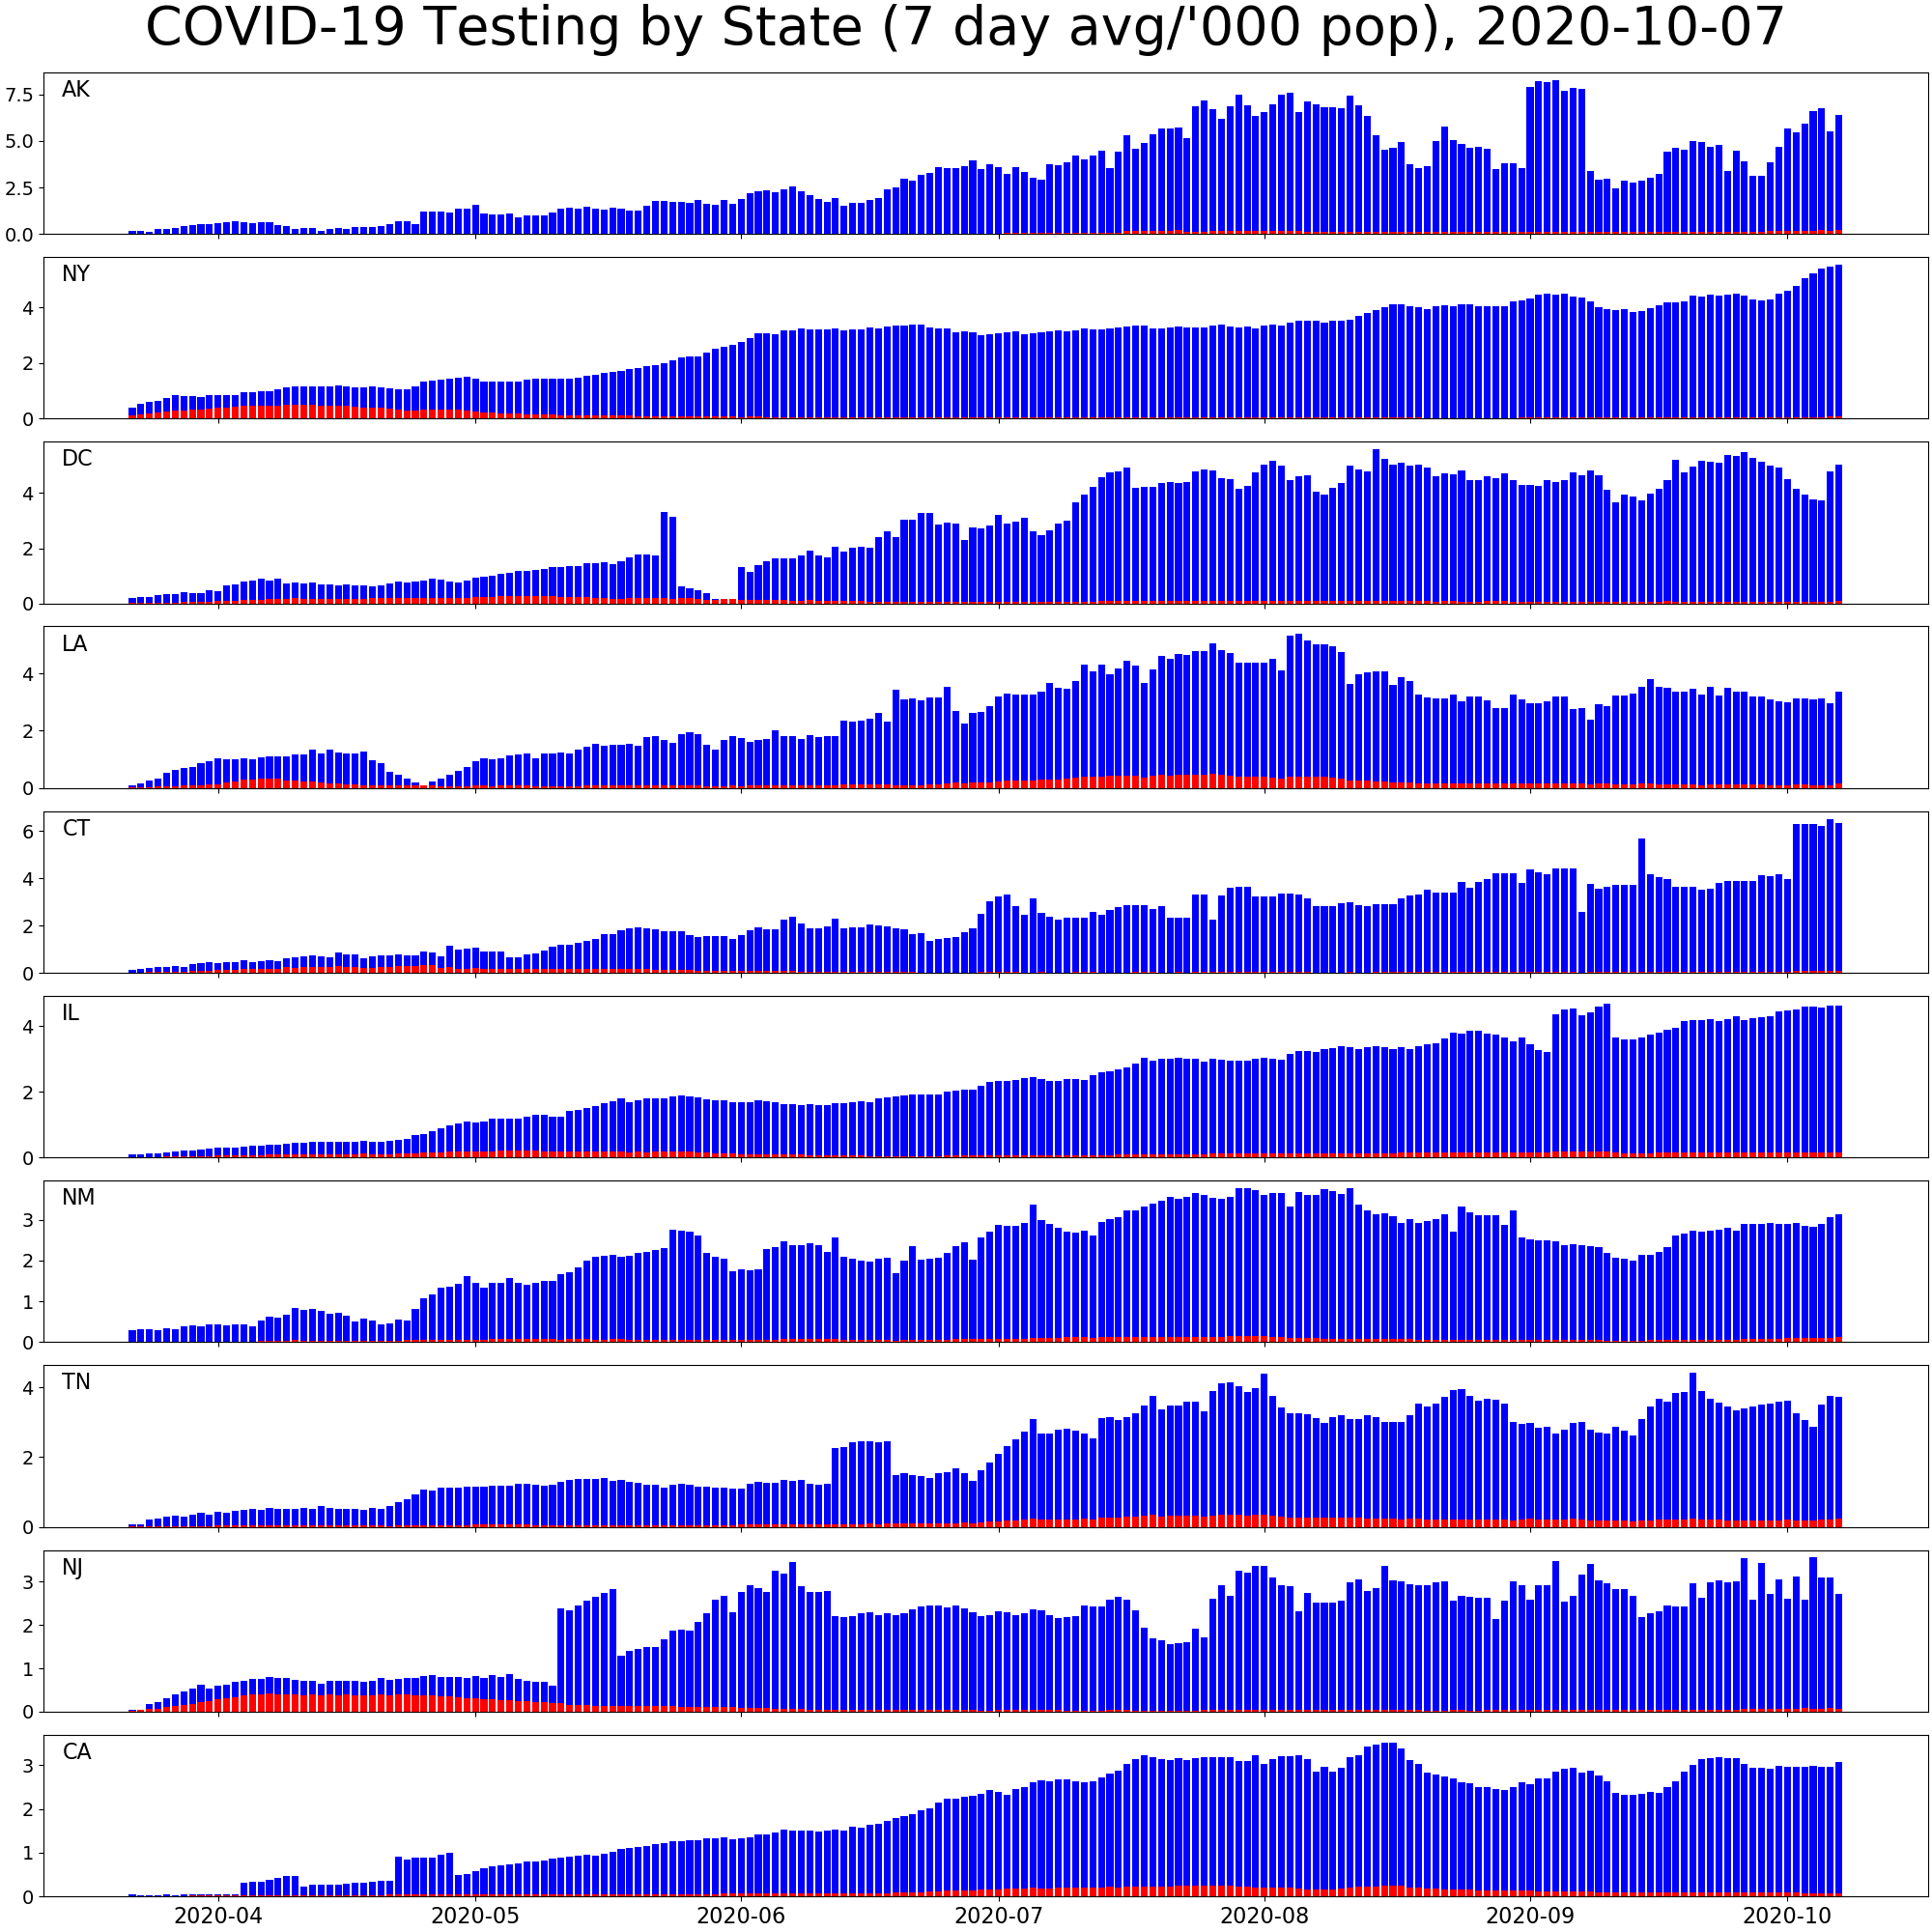 COVID-19 Testing by State (7 day avg/'000 pop), 2020-10-07
AK
7.5
5.0
2.5
0.0
NY
4
2
0
DC
4
2
0
LA
4
2
0
CT
6
4
2
0
IL
4
2
0
NM
3
2
1
0
TN
4
2
0
NJ
3
2
1
0
CA
3
2
1
0
2020-04 2020-05 2020-06 2020-07 2020-08 2020-09 2020-10